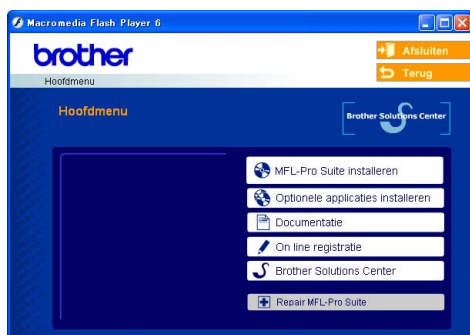 Macromedia Flash Player 6
brother
Afsluiten
Terug
Hoofdmenu
Hoofdmenu
Brother Solutions Center
MFL-Pro Suite installeren
Optionele applicaties installeren
Documentatie
On line registratie
Brother Solutions Center
Repair MFL-Pro Suite